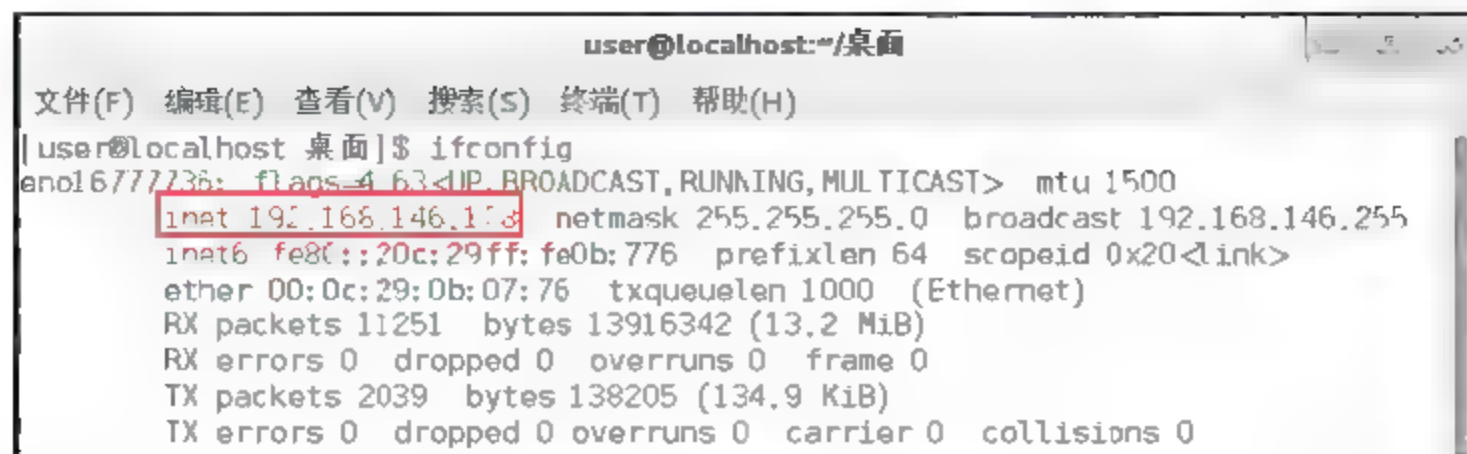 user@localhost:~/桌面
文件(F) 编辑(E) 查看(V) 搜索(S) 终端(T) 帮助(H)
[user@localhost 桌面]$ ifconfig
eno16777736: flags=4163<UP,BROADCAST,RUNNING,MULTICAST> mtu 1500
inet netmask 255.255.255.0 broadcast 192.168.146.255
inet6 fe80::20c:29ff:fe0b:776 prefixlen 64 scopeid 0x20<link>
ether 00:0c:29:0b:07:76 txqueuelen 1000 (Ethernet)
RX packets 11251 bytes 13916342 (13.2 MiB)
RX errors 0 dropped 0 overruns 0 frame 0
TX packets 2039 bytes 138205 (134.9 KiB)
TX errors 0 dropped 0 overruns 0 carrier 0 collisions 0